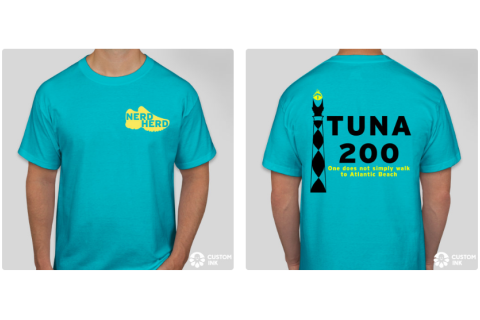 NERD
HERD
CUSTOM
INK
TUNA
200
One does not simply walk
to Atlantic Beach
CUSTOM
INK